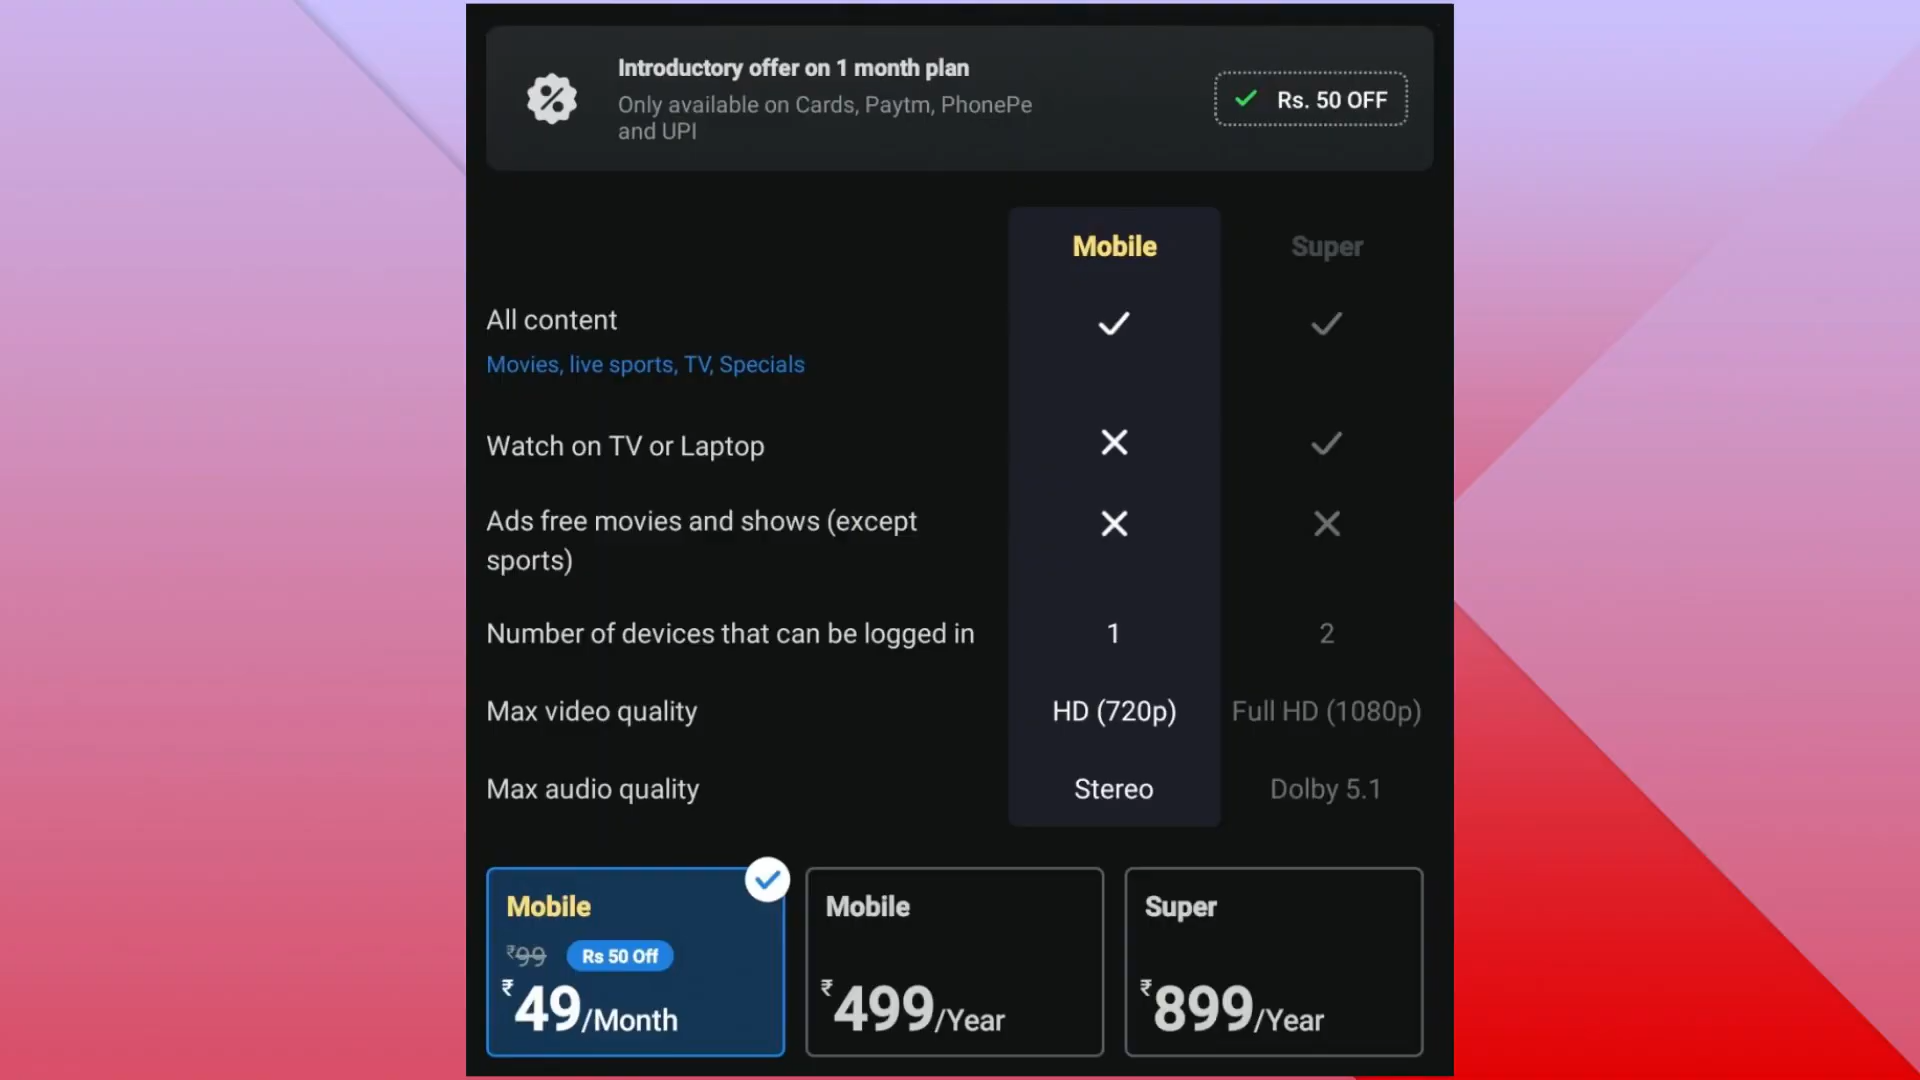 Introductory offer on 1 month plan
Only available on Cards, Paytm, PhonePe
and UPI
Rs. 50 OFF
Mobile Super
All content
Movies, live sports, TV, Specials
Watch on TV or Laptop
Ads free movies and shows (except
sports)
Number of devices that can be logged in 1 2
Max video quality HD (720p) Full HD (1080p)
Max audio quality Stereo Dolby 5.1
Mobile
₹99 Rs 50 Off
₹49/Month
Mobile
₹499/Year
Super
₹899/Year